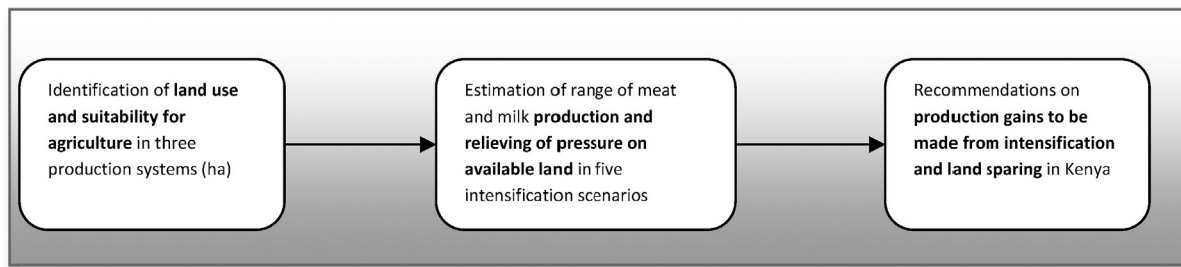 Identification of land use
and suitability for
agriculture in three
production systems (ha)
Estimation of range of meat
and milk production and
relieving of pressure on
available land in five
intensification scenarios
Recommendations on
production gains to be
made from intensification
and land sparing in Kenya